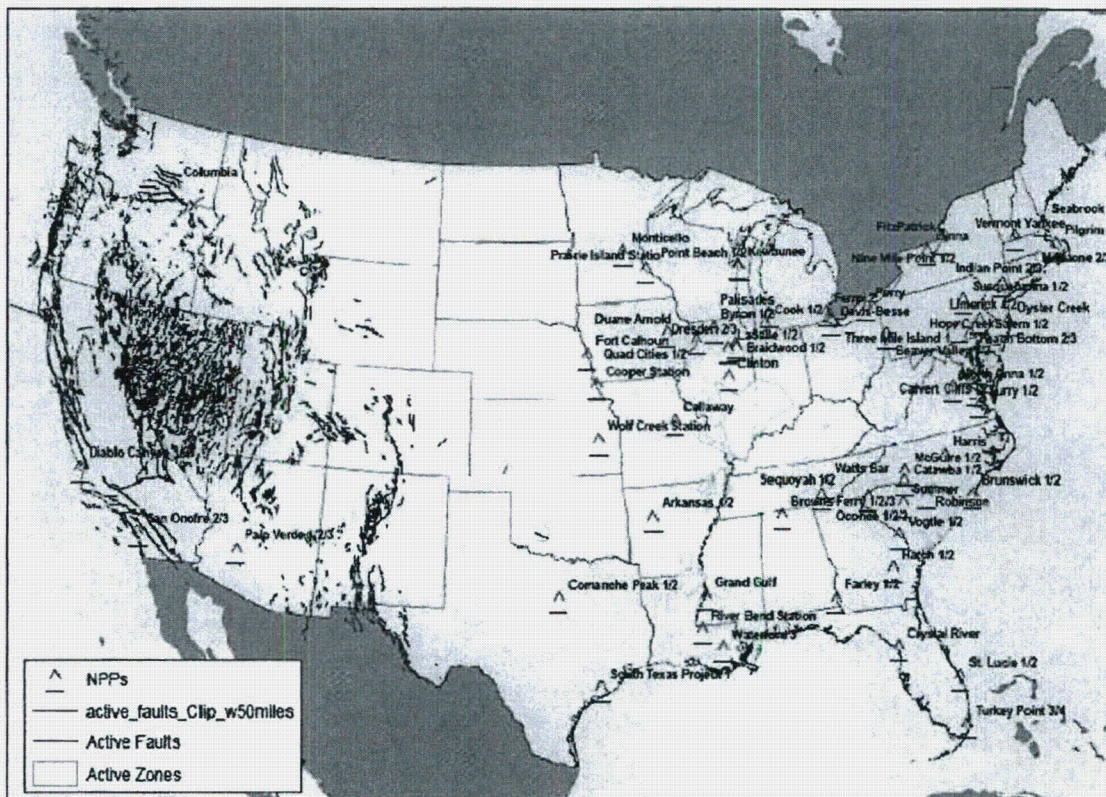 Columbia
Seabrook
FitzPatrick
Vermont Yankee
Pilgrim
Monticello
Prairie Island Statio
Point Beach 1/2
Kewaunee
Nine Mile Point 1/2
Indian Point 2/3
Susquehanna 1/2
Palisades
Perry
Limerick 1/2
Oyster Creek
Duane Arnold
Byron 1/2
Cook 1/2
Davis-Besse
Dresden 2/3
LaSalle 1/2
Hope Creek
Salem 1/2
Fort Calhoun
Quad Cities 1/2
Braidwood 1/2
Three Mile Island 1
Peach Bottom 2/3
Beaver Valley
Clinton
Cooper Station
North Anna 1/2
Calvert Cliffs
Surry 1/2
Callaway
Wolf Creek Station
Harris
Diablo Canyon
McGuire 1/2
Watts Bar
Catawba 1/2
Sequoyah 1/2
Summer
Brunswick 1/2
Arkansas 1/2
Browns Ferry 1/2/3
Robinson
San Onofre 2/3
Oconee 1/2/3
Vogtle 1/2
Palo Verde 1/2/3
Hatch 1/2
Comanche Peak 1/2
Grand Gulf
Farley 1/2
River Bend Station
Waterford 3
Crystal River
St. Lucie 1/2
South Texas Project 1
Turkey Point 3/4
NPPs
active_faults_Clip_w50miles
Active Faults
Active Zones